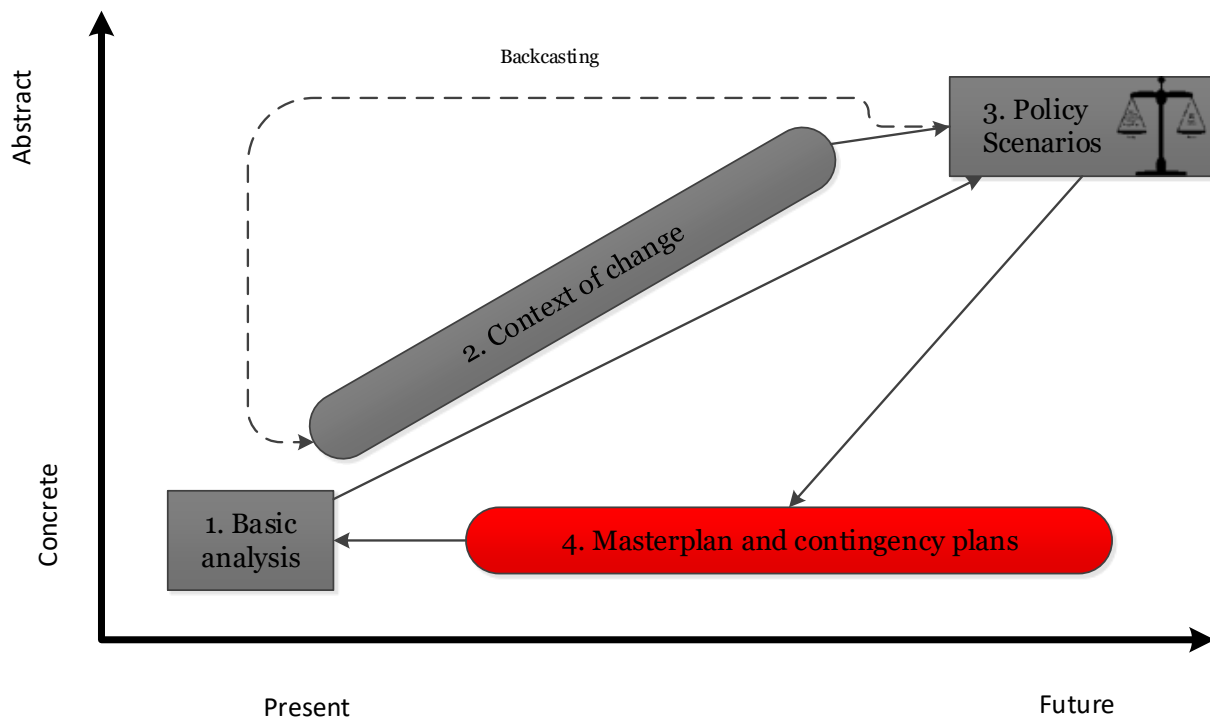 Backcasting
Abstract
3. Policy
Scenarios
2. Context of change
Concrete
1. Basic
analysis
4. Masterplan and contingency plans
Present
Future